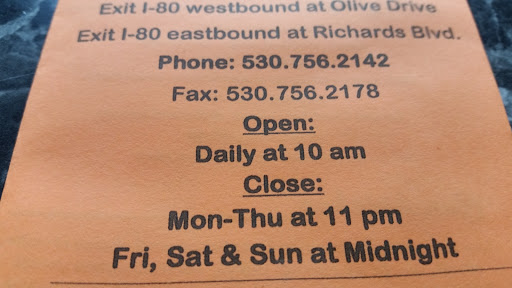 Exit I-80 westbound at Olive Drive
Exit I-80 eastbound at Richards Blvd.
Phone: 530.756.2142
Fax: 530.756.2178
Open:
Daily at 10 am
Close:
Mon-Thu at 11 pm
Fri, Sat & Sun at Midnight